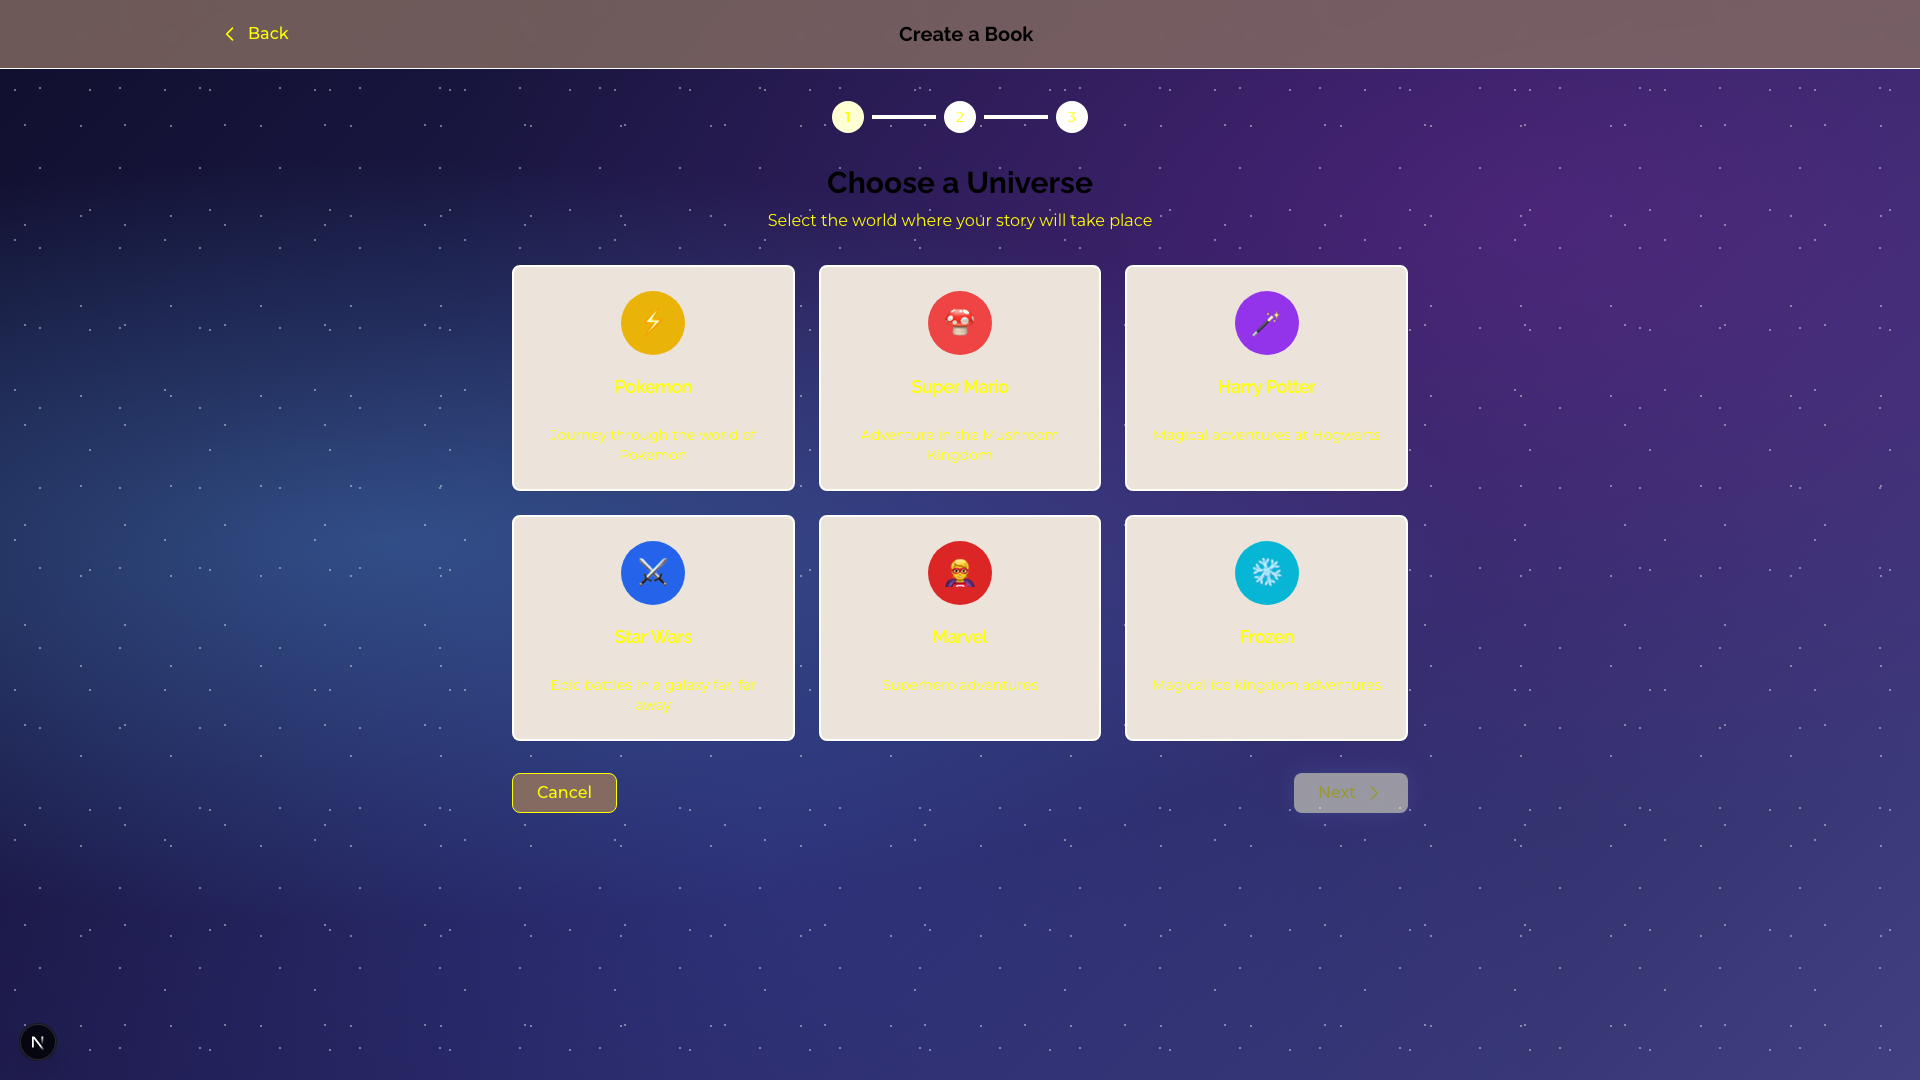 Back
Create a Book
1 2 3
Choose a Universe
Select the world where your story will take place
Pokemon
Journey through the world of
Pokemon
Super Mario
Adventure in the Mushroom
Kingdom
Harry Potter
Magical adventures at Hogwarts
Star Wars
Epic battles in a galaxy far, far
away
Marvel
Superhero adventures
Frozen
Magical ice kingdom adventures
Cancel
Next
N